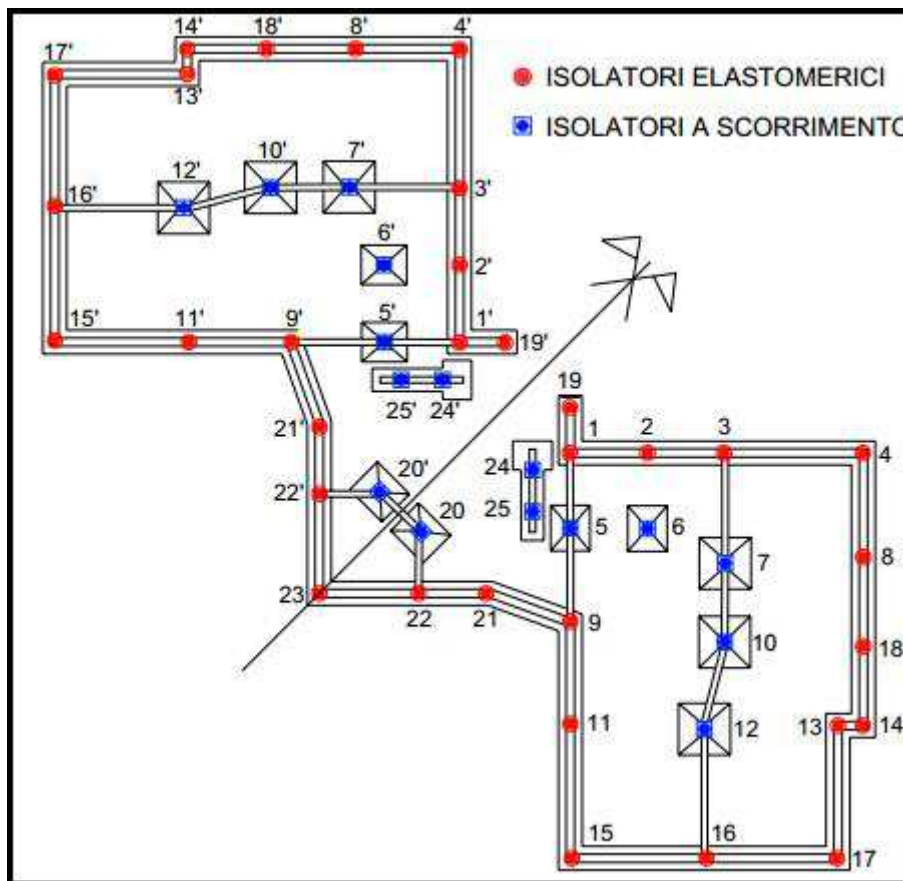 14' 18' 8' 4'
17'
ISOLATORI ELASTOMERICI
13'
ISOLATORI A SCORRIMENTO
12' 10' 7'
16' 3'
6' 2'
15' 11' 9' 5' 1' 19'
25' 24' 19
21' 1 2 3 4
20' 24
22' 20 25 5 6
7 8
23 22 21 9
10 18
11 12 13 14
15 16 17